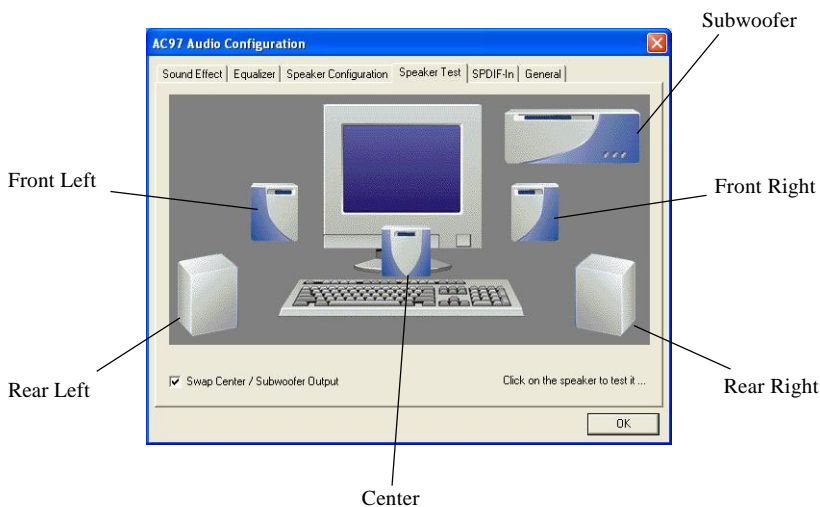 Subwoofer
AC97 Audio Configuration
Sound Effect Equalizer Speaker Configuration Speaker Test SPDIF-In General
Front Left
Front Right
Rear Left
Rear Right
Swap Center / Subwoofer Output
Click on the speaker to test it ...
OK
Center